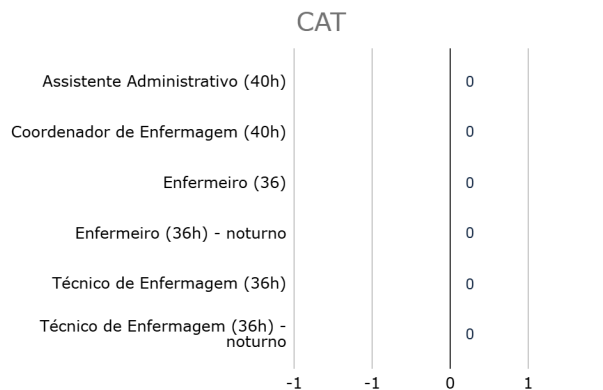 CAT
Assistente Administrativo (40h)
0
Coordenador de Enfermagem (40h)
0
Enfermeiro (36)
0
Enfermeiro (36h) - noturno
0
Técnico de Enfermagem (36h)
0
Técnico de Enfermagem (36h) -
noturno
0
-1 -1 0 1